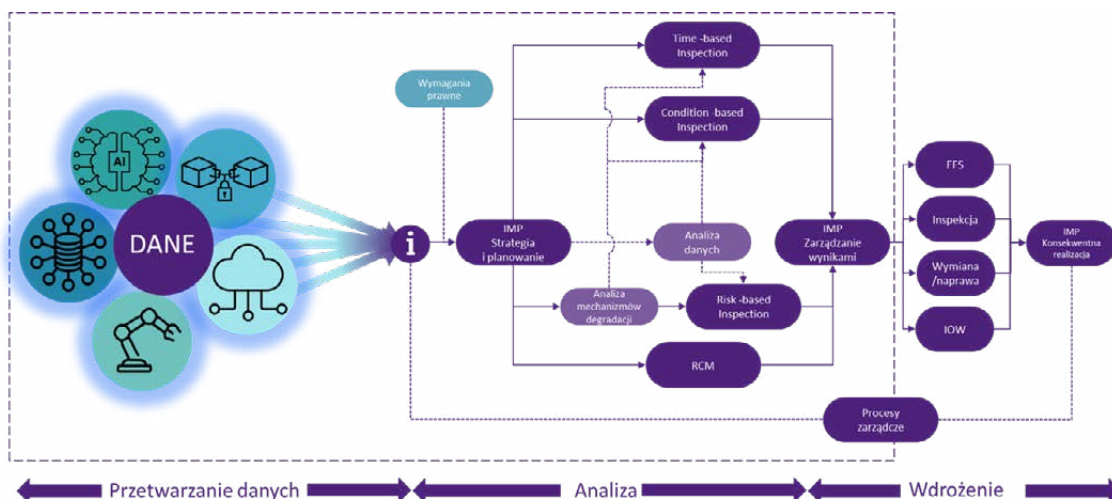 Time -based
Inspection
Wymagania
prawne
Condition -based
Inspection
AI
DANE
i
IMP
Strategia
i planowanie
Analiza
danych
IMP
Zarządzanie
wynikami
FFS
Inspekcja
Wymiana
/naprawa
IOW
IMP
Konsekwentna
realizacja
Analiza
mechanizmów
degradacji
Risk -based
Inspection
RCM
Procesy
zarządcze
Przetwarzanie danych
Analiza
Wdrożenie